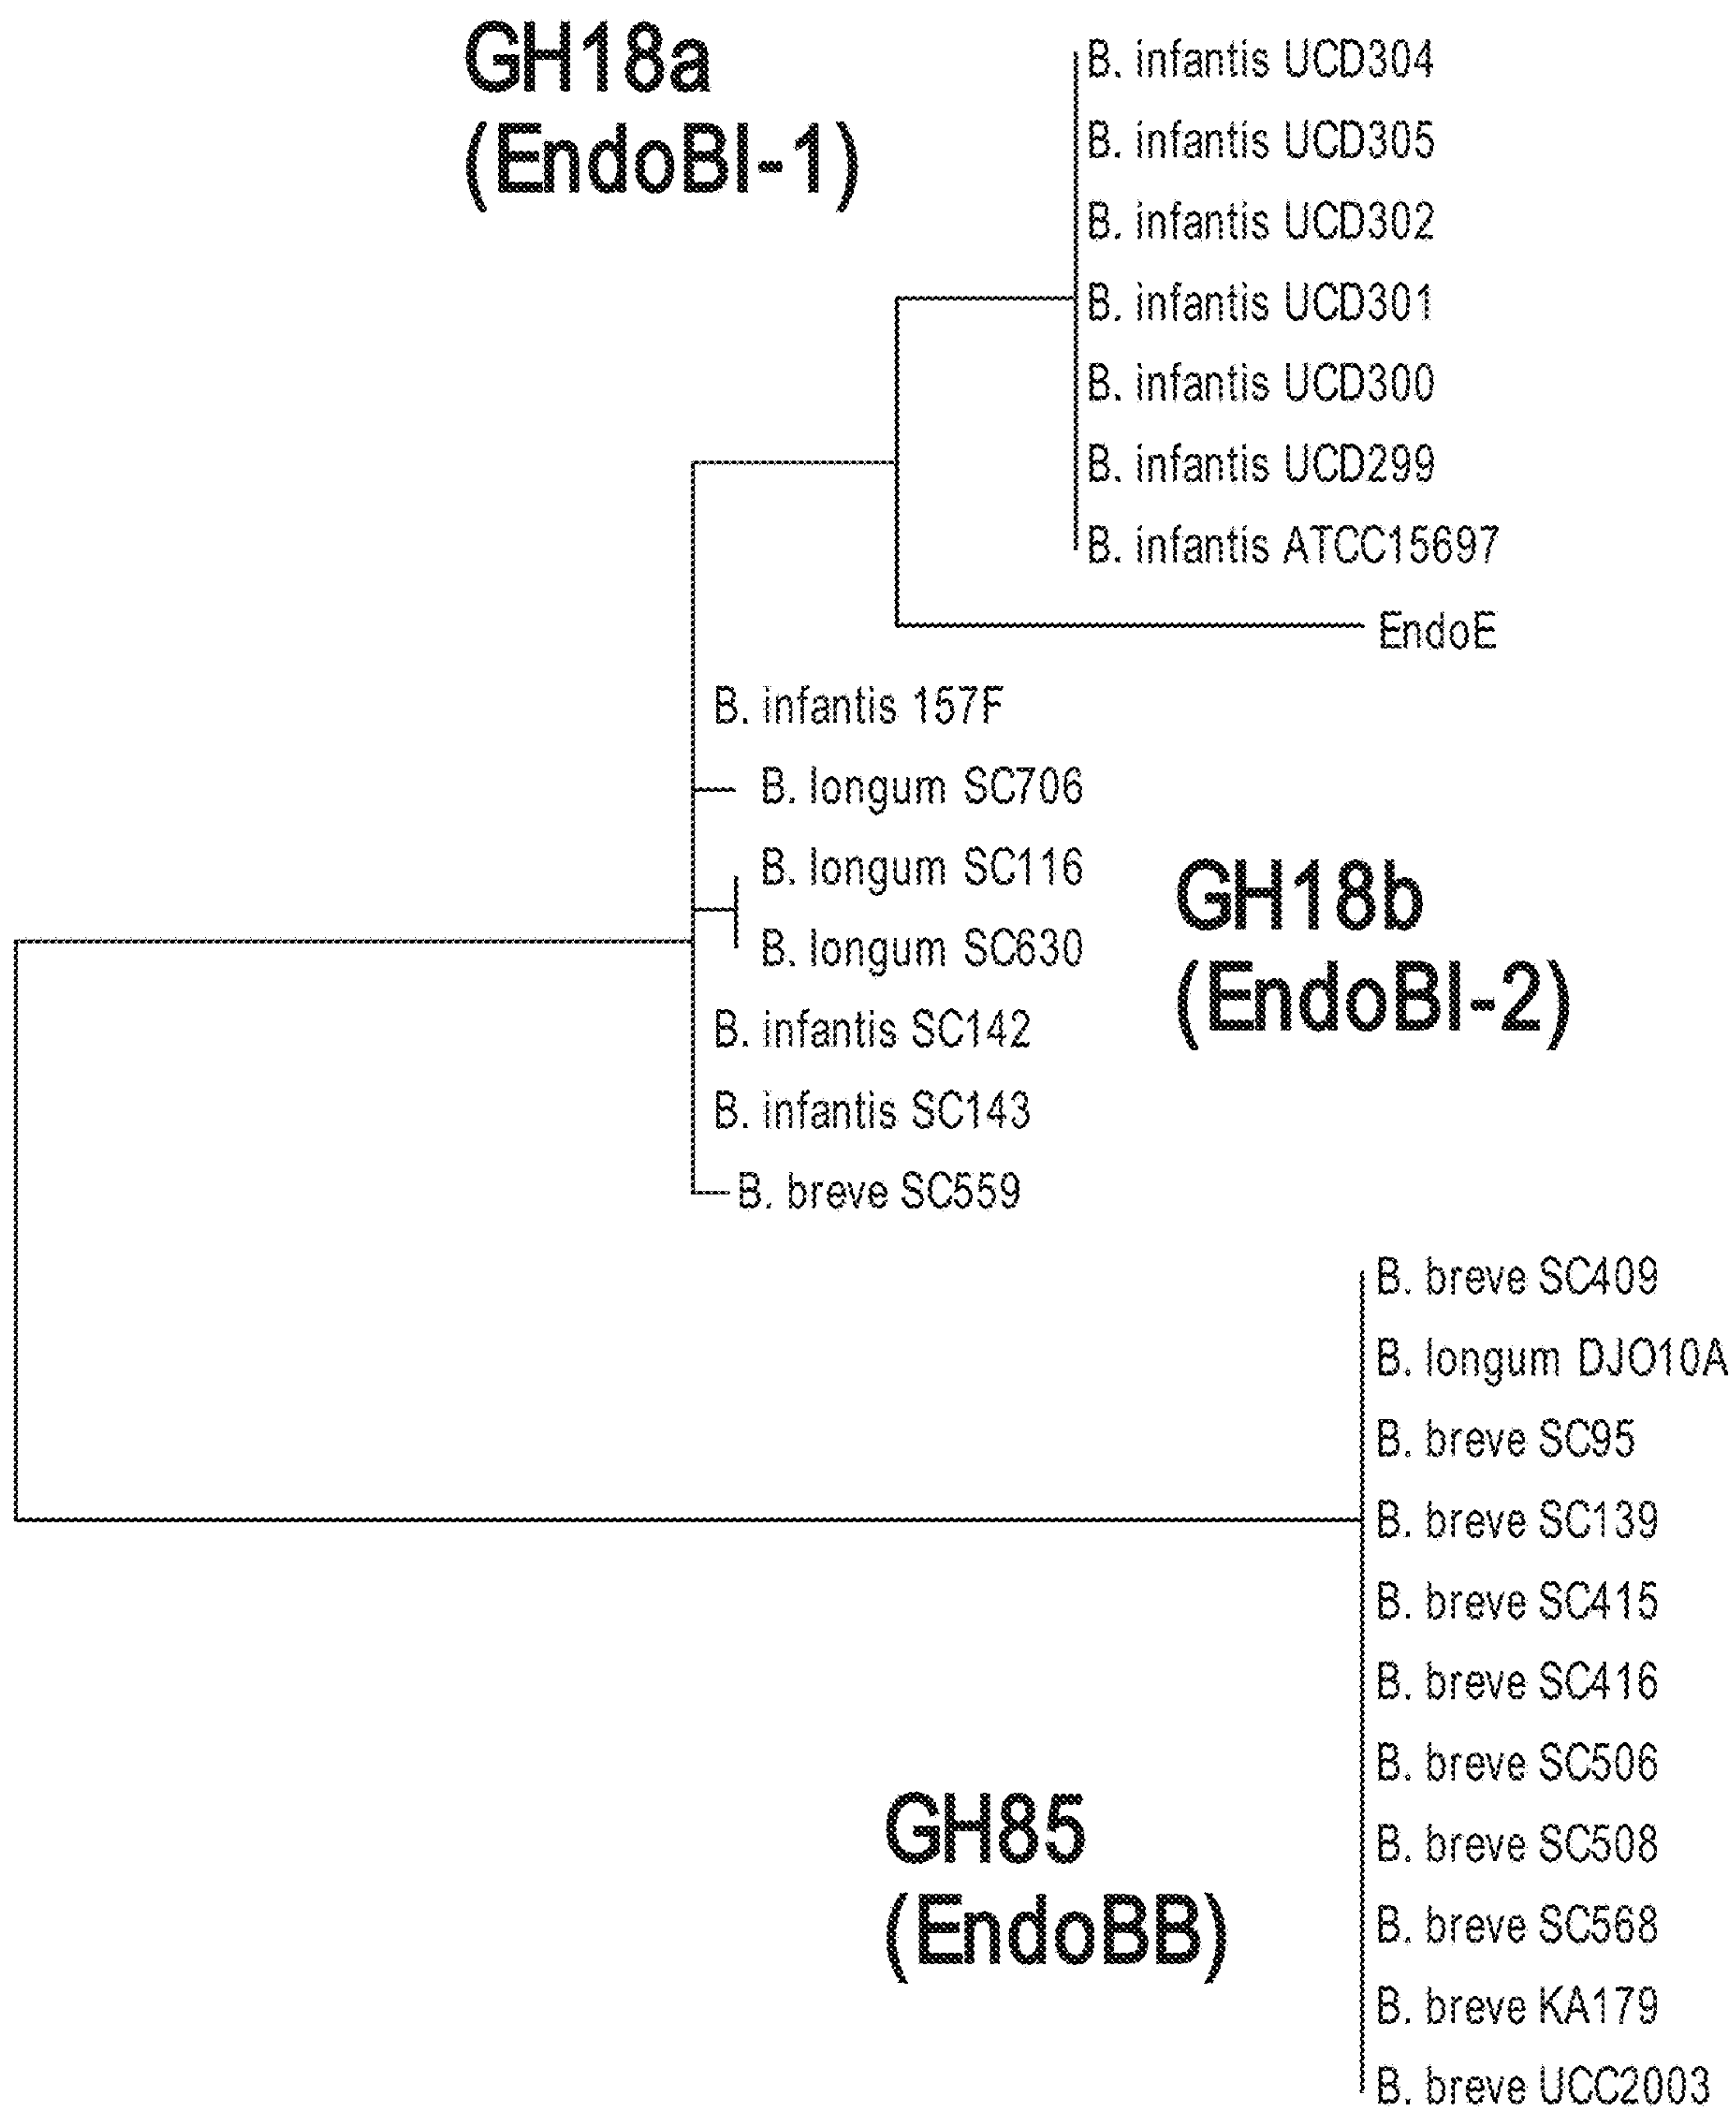 GH18a
(EndoBI-1)
B. infantis UCD304
B. infantis UCD305
B. infantis UCD302
B. infantis UCD301
B. infantis UCD300
B. infantis UCD299
B. infantis ATCC15697
EndoE
B. infantis 157F
B. longum SC706
B. longum SC116
B. longum SC630
GH18b
(EndoBI-2)
B. infantis SC142
B. infantis SC143
B. breve SC559
B. breve SC409
B. longum DJO10A
B. breve SC95
B. breve SC139
B. breve SC415
B. breve SC416
B. breve SC506
B. breve SC508
B. breve SC568
B. breve KA179
B. breve UCC2003
GH85
(EndoBB)